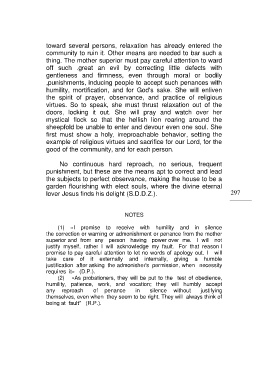 toward several persons, relaxation has already entered the
community to ruin it. Other means are needed to bar such a
thing. The mother superior must pay careful attention to ward
off such ,great an evil by correcting little defects with
gentleness and firmness, even through moral or bodily
,punishments, inducing people to accept such penances with
humility, mortification, and for God's sake. She will enliven
the spirit of prayer, observance, and practice of religious
virtues. So to speak, she must thrust relaxation out of the
doors, locking it out. She will pray and watch over her
mystical flock so that the hellish lion roaring around the
sheepfold be unable to enter and devour even one soul. She
first must show a holy, irreproachable behavior, setting the
example of religious virtues and sacrifice for our Lord, for the
good of the community, and for each person.
No continuous hard reproach, no serious, frequent
punishment, but these are the means apt to correct and lead
the subjects to perfect observance, making the house to be a
garden flourishing with elect souls, where the divine eternal
lover Jesus finds his delight (S.D.D.Z.).
297
NOTES
(1) «I promise to receive with humility and in silence
the correction or warning or admonishment or penance from the mother
superior and from any person having power over me. I will not
justify myself, rather I will acknowledge my fault. For that reason I
promise to pay careful attention to let no words of apology out. I will
take care of it externally and internally, giving a humble
justification after asking the admonisher's permission, when necessity
requires it» (D.P.).
(2) «As probationers, they will be put to the test of obedience,
humility, patience, work, and vocation; they will humbly accept
any reproach of penance in silence without justifying
themselves, even when they seem to be right. They will always think of
being at fault" (R.P.).